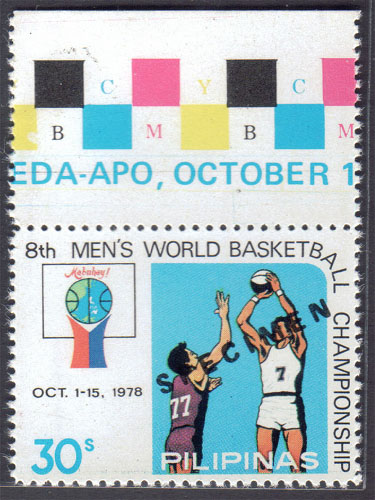 C Y C
B M B M
EDA-APO, OCTOBER 1
8th MEN'S WORLD BASKETBALL CHAMPIONSHIP
Mabuhay!
SPECIMEN
7
77
OCT. 1-15, 1978
30s
PILIPINAS